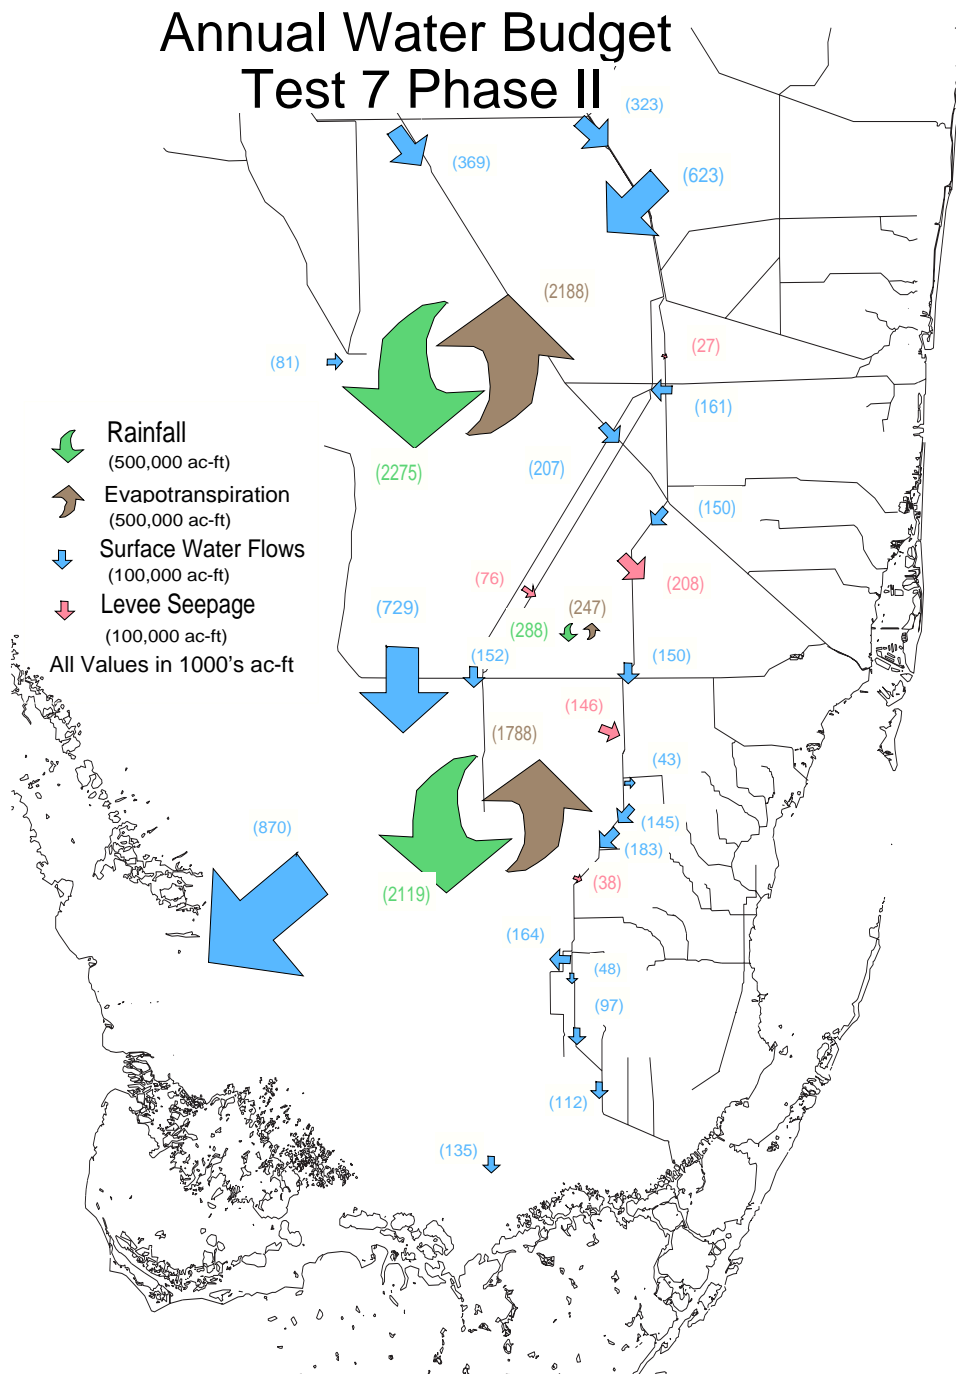 Annual Water Budget
Test 7 Phase II
(323)
(369)
(623)
(2188)
(81)
(27)
(161)
Rainfall
(500,000 ac-ft)
(2275)
(207)
Evapotranspiration
(500,000 ac-ft)
(150)
Surface Water Flows
(100,000 ac-ft)
(76)
(208)
Levee Seepage
(100,000 ac-ft)
(729)
(247)
(288)
All Values in 1000's ac-ft
(152)
(150)
(146)
(1788)
(43)
(870)
(145)
(183)
(2119)
(38)
(164)
(48)
(97)
(112)
(135)